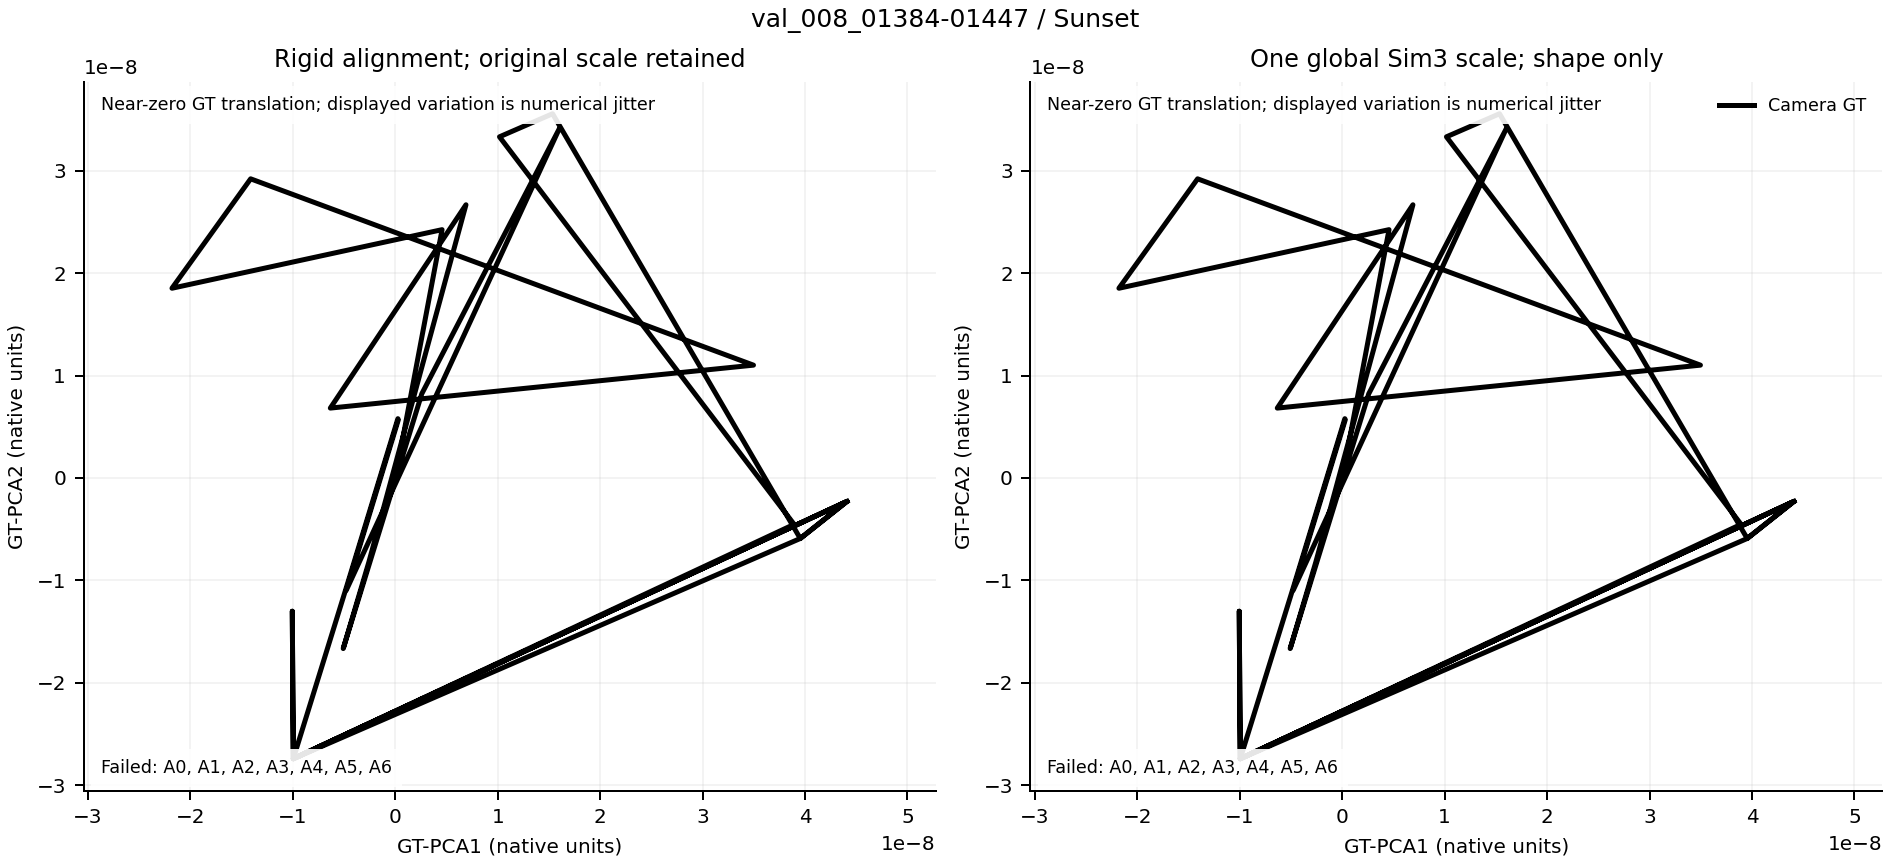 val_008_01384-01447 / Sunset
Rigid alignment; original scale retained
1e−8
Near-zero GT translation; displayed variation is numerical jitter
3
2
1
0
−1
−2
−3
GT-PCA2 (native units)
Failed: A0, A1, A2, A3, A4, A5, A6
−3 −2 −1 0 1 2 3 4 5
1e−8
GT-PCA1 (native units)
One global Sim3 scale; shape only
1e−8
Near-zero GT translation; displayed variation is numerical jitter
Camera GT
3
2
1
0
−1
−2
−3
GT-PCA2 (native units)
Failed: A0, A1, A2, A3, A4, A5, A6
−3 −2 −1 0 1 2 3 4 5
1e−8
GT-PCA1 (native units)